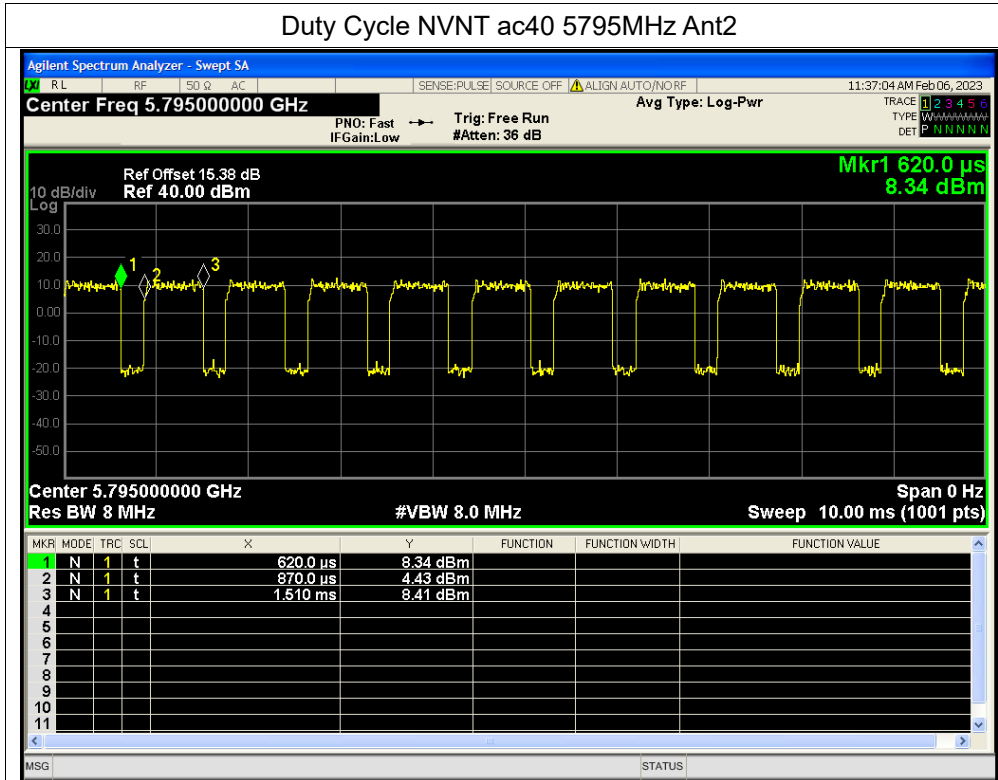 Duty Cycle NVNT ac40 5795MHz Ant2
Agilent Spectrum Analyzer - Swept SA
LXI RL RF 50 Ω AC SENSE:PULSE SOURCE OFF ALIGN AUTO/NO RF 11:37:04 AM Feb 06, 2023
Center Freq 5.795000000 GHz Avg Type: Log-Pwr TRACE 1 2 3 4 5 6
PNO: Fast Trig: Free Run TYPE W
IFGain:Low #Atten: 36 dB DET P N N N N N
Mkr1 620.0 µs
8.34 dBm
Ref Offset 15.38 dB
10 dB/div Ref 40.00 dBm
Log
30.0
20.0
10.0
0.00
-10.0
-20.0
-30.0
-40.0
-50.0
1
2
3
Center 5.795000000 GHz Span 0 Hz
Res BW 8 MHz #VBW 8.0 MHz Sweep 10.00 ms (1001 pts)
MKR MODE TRC SCL X Y FUNCTION FUNCTION WIDTH FUNCTION VALUE
1 N 1 t 620.0 µs 8.34 dBm
2 N 1 t 870.0 µs 4.43 dBm
3 N 1 t 1.510 ms 8.41 dBm
4
5
6
7
8
9
10
11
MSG STATUS